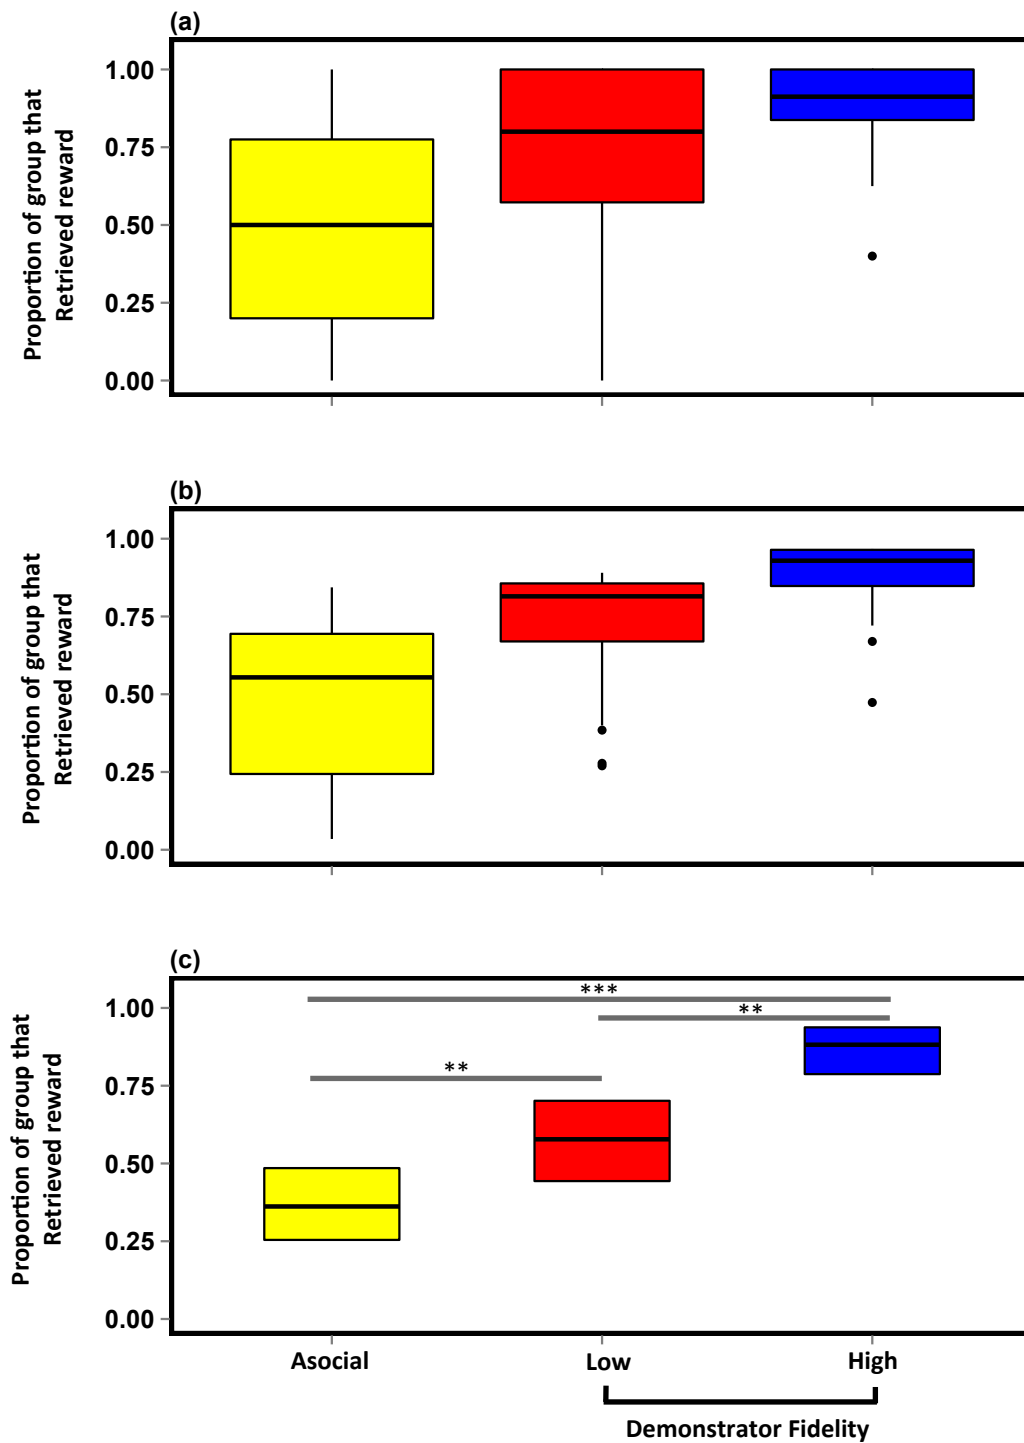 (a)
Proportion of group that
Retrieved reward
1.00
0.75
0.50
0.25
0.00
(b)
Proportion of group that
Retrieved reward
1.00
0.75
0.50
0.25
0.00
(c)
Proportion of group that
Retrieved reward
1.00
0.75
0.50
0.25
0.00
***
**
**
Asocial Low High
Demonstrator Fidelity